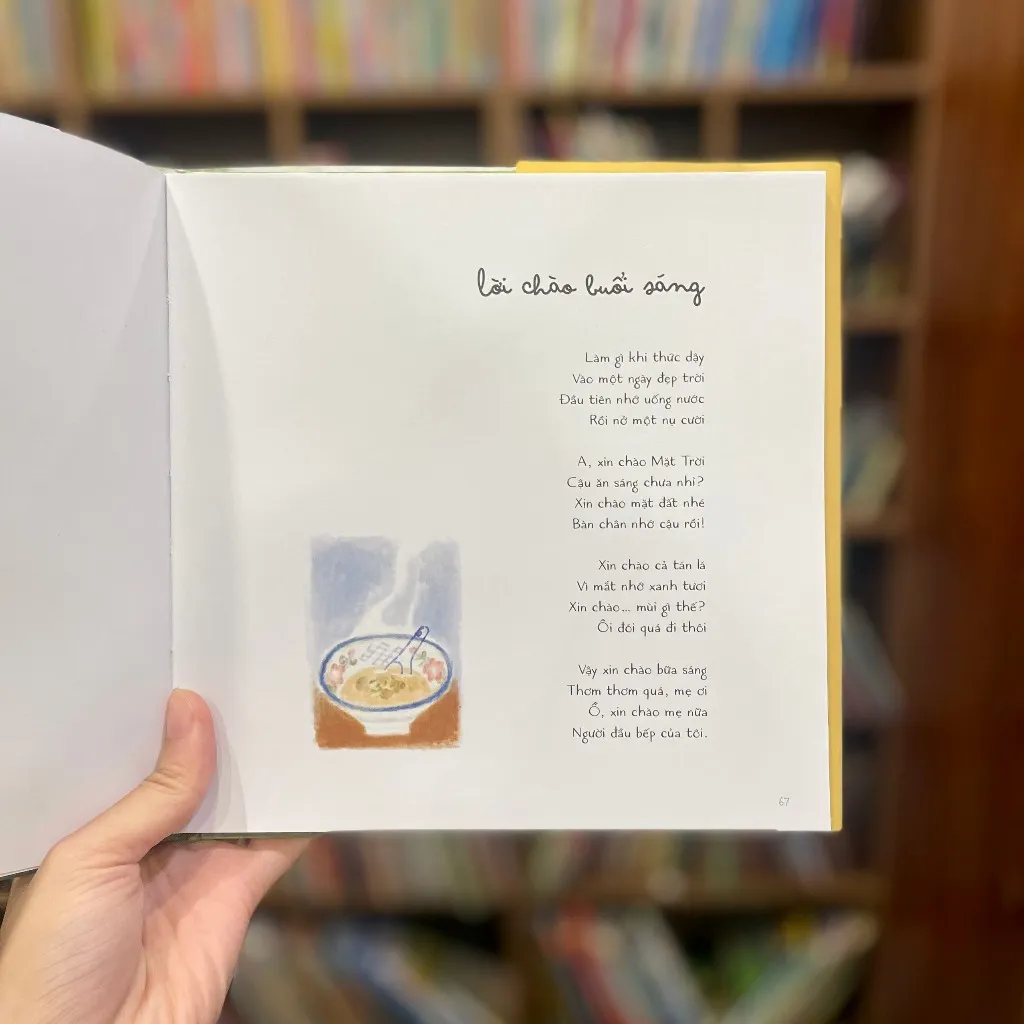 lời chào buổi sáng
Làm gì khi thức dậy
Vào một ngày đẹp trời
Đầu tiên nhớ uống nước
Rồi nở một nụ cười
A, xin chào Mặt Trời
Cậu ăn sáng chưa nhỉ?
Xin chào mặt đất nhé
Bàn chân nhớ cậu rồi!
Xin chào cả tán lá
Vì mắt nhớ xanh tươi
Xin chào... mùi gì thế?
Ôi đói quá đi thôi
Vậy xin chào bữa sáng
Thơm thơm quá, mẹ ơi
Ồ, xin chào mẹ nữa
Người đầu bếp của tôi.
67